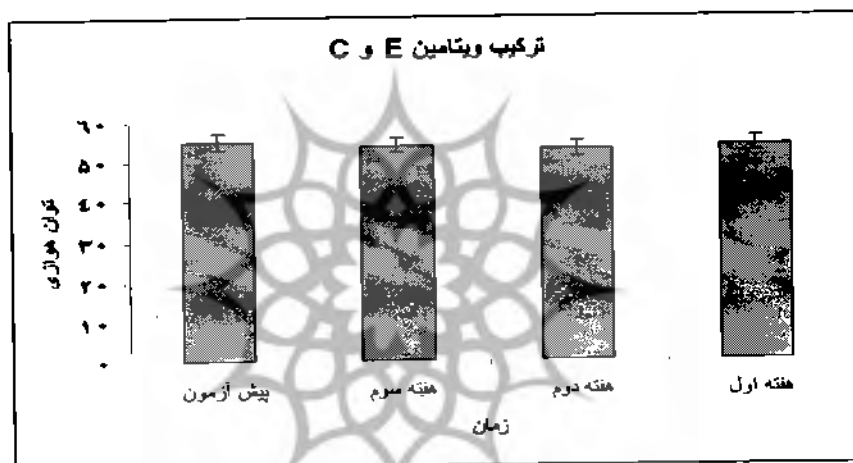 ترکیب ویتامین E و C
توان هوازی
۶۰
۵۰
۴۰
۳۰
۲۰
۱۰
۰
پیش آزمون
هفته سوم
هفته دوم
هفته اول
زمان